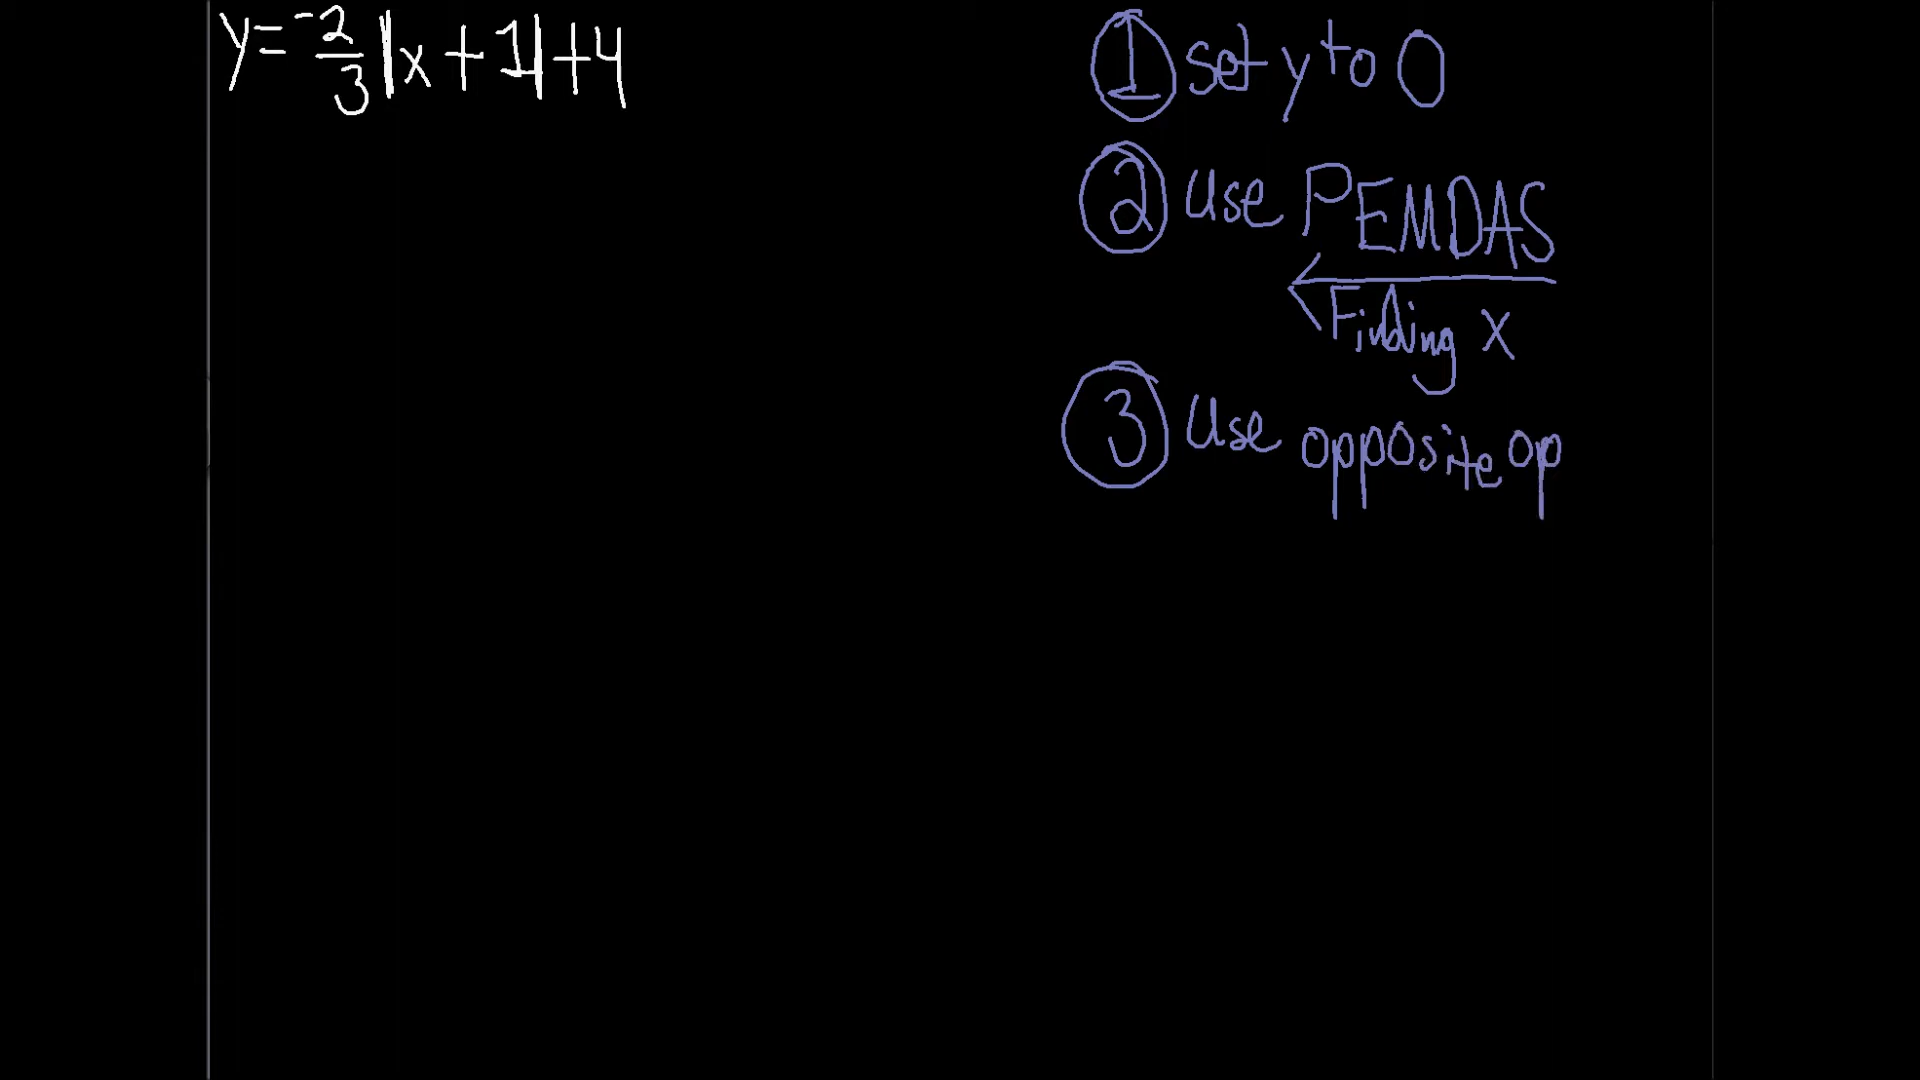 y = -2/3 |x + 1| + 4
① set y to 0
② Use PEMDAS
Finding x
③ Use opposite op